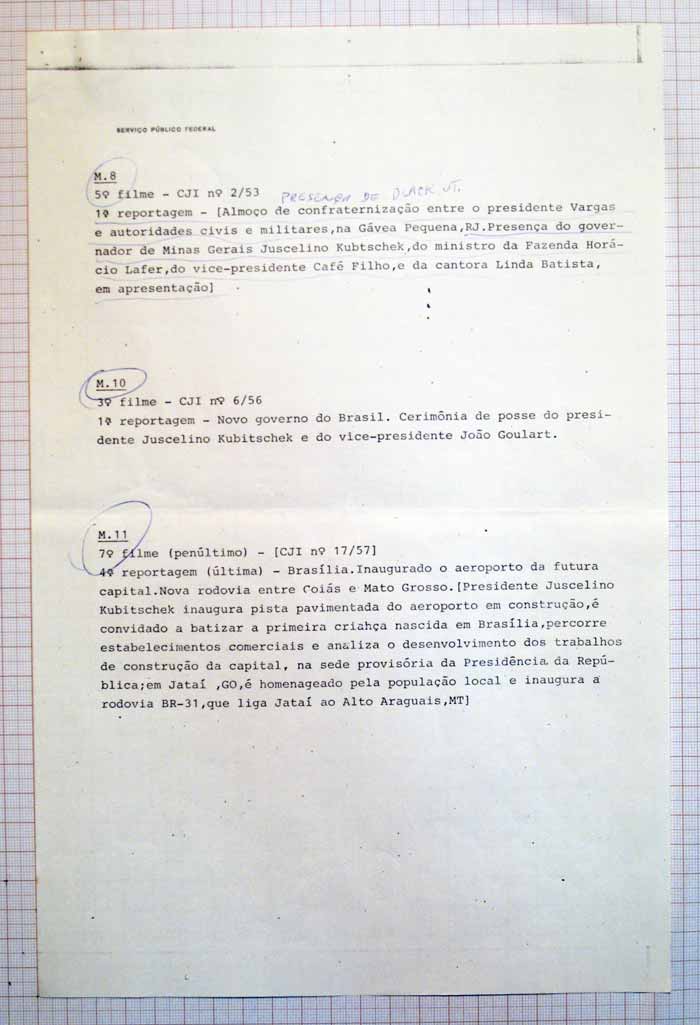 SERVIÇO PÚBLICO FEDERAL
M.8
5º filme - CJI nº 2/53 PRESENÇA DE BLACK-OUT.
1ª reportagem - [Almoço de confraternização entre o presidente Vargas
e autoridades civis e militares,na Gávea Pequena,RJ.Presença do gover-
nador de Minas Gerais Juscelino Kubtschek,do ministro da Fazenda Horá-
cio Lafer,do vice-presidente Café Filho,e da cantora Linda Batista,
em apresentação]
M.10
3º filme - CJI nº 6/56
1ª reportagem - Novo governo do Brasil. Cerimônia de posse do presi-
dente Juscelino Kubitschek e do vice-presidente João Goulart.
M.11
7º filme (penúltimo) - [CJI nº 17/57]
4ª reportagem (última) - Brasília.Inaugurado o aeroporto da futura
capital.Nova rodovia entre Goiás e Mato Grosso.[Presidente Juscelino
Kubitschek inaugura pista pavimentada do aeroporto em construção,é
convidado a batizar a primeira criahça nascida em Brasília,percorre
estabelecimentos comerciais e analiza o desenvolvimento dos trabalhos
de construção da capital, na sede provisória da Presidência da Repú-
blica;em Jataí ,GO,é homenageado pela população local e inaugura a
rodovia BR-31,que liga Jataí ao Alto Araguais,MT]